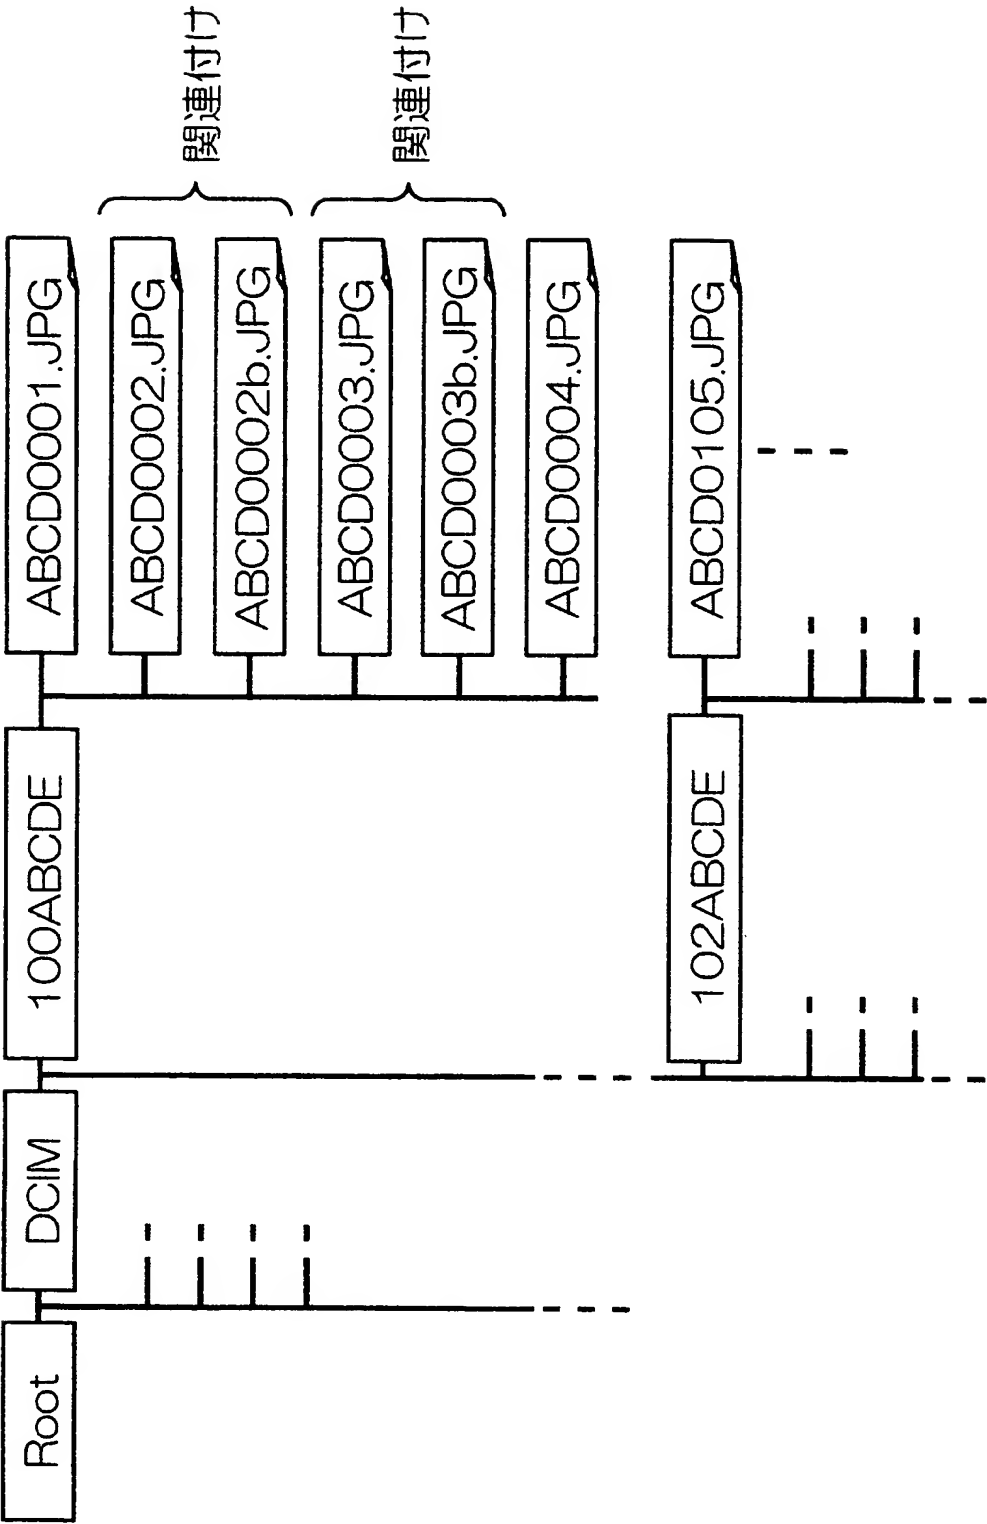 Root
DCIM
100ABCDE
ABCD0001.JPG
ABCD0002.JPG
ABCD0002b.JPG
関連付け
ABCD0003.JPG
ABCD0003b.JPG
関連付け
ABCD0004.JPG
102ABCDE
ABCD0105.JPG